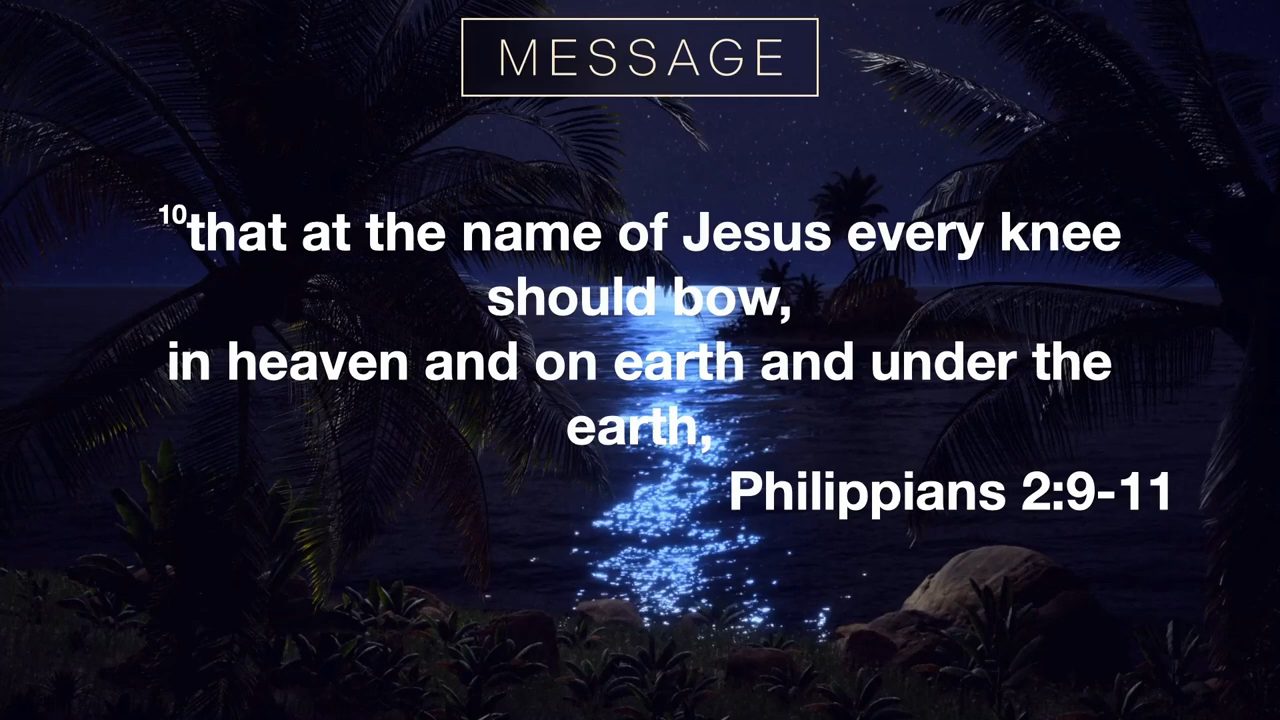 MESSAGE
10that at the name of Jesus every knee
should bow,
in heaven and on earth and under the
earth,
Philippians 2:9-11